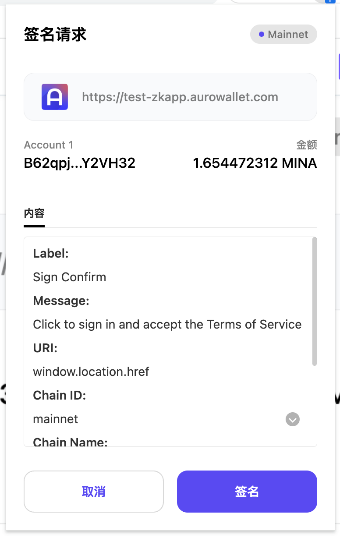 签名请求
Mainnet
https://test-zkapp.aurowallet.com
Account 1
金额
B62qpj...Y2VH32
1.654472312 MINA
内容
Label:
Sign Confirm
Message:
Click to sign in and accept the Terms of Service
URI:
window.location.href
Chain ID:
mainnet
Chain Name:
取消
签名